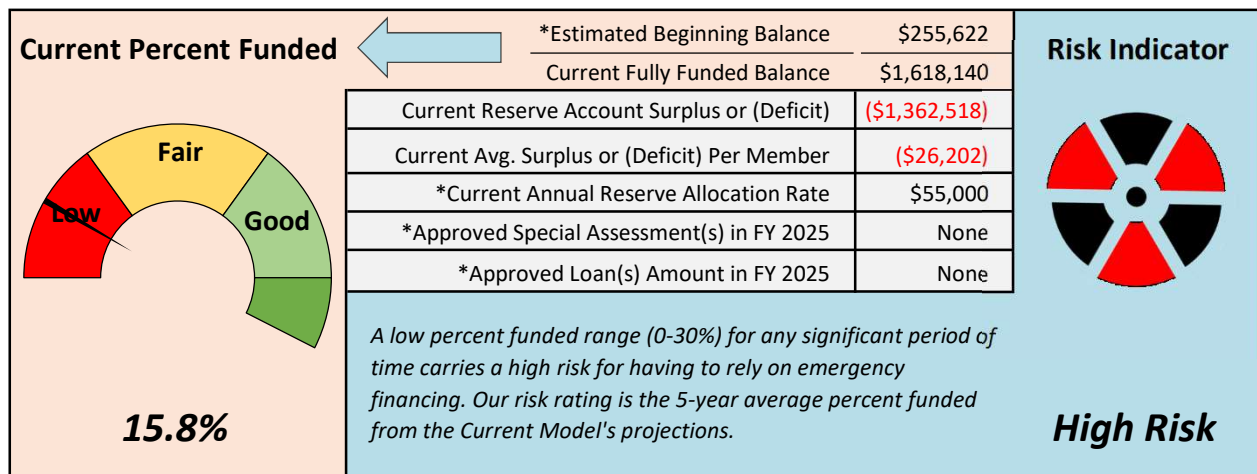 Current Percent Funded
*Estimated Beginning Balance $255,622
Current Fully Funded Balance $1,618,140
Risk Indicator
Current Reserve Account Surplus or (Deficit) ($1,362,518)
Current Avg. Surplus or (Deficit) Per Member ($26,202)
*Current Annual Reserve Allocation Rate $55,000
*Approved Special Assessment(s) in FY 2025 None
*Approved Loan(s) Amount in FY 2025 None
Fair
Low
Good
A low percent funded range (0-30%) for any significant period of
time carries a high risk for having to rely on emergency
financing. Our risk rating is the 5-year average percent funded
from the Current Model's projections.
15.8%
High Risk